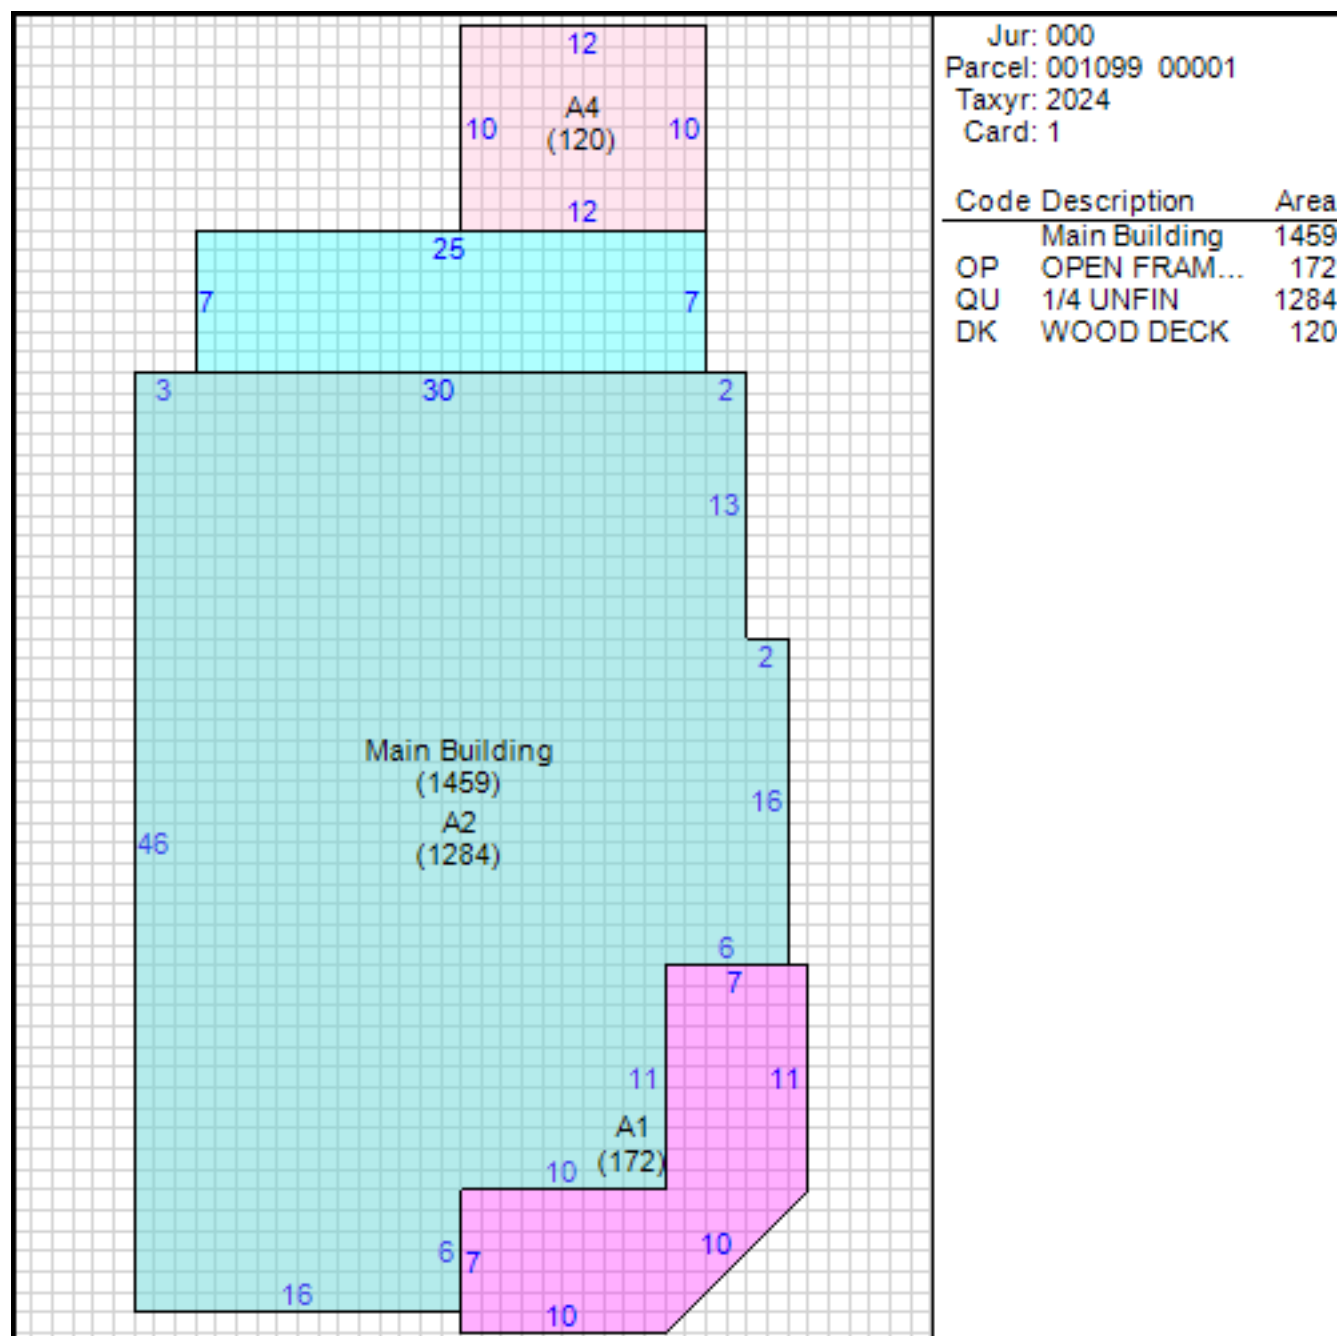 Jur: 000
Parcel: 001099 00001
Taxyr: 2024
Card: 1
Code Description Area
Main Building 1459
OP OPEN FRAM... 172
QU 1/4 UNFIN 1284
DK WOOD DECK 120
12
A4
10 (120) 10
12
25
7 7
3 30 2
13
2
Main Building
(1459)
16
A2
46 (1284)
6
7
11 11
A1
10 (172)
6 7 10
16
10